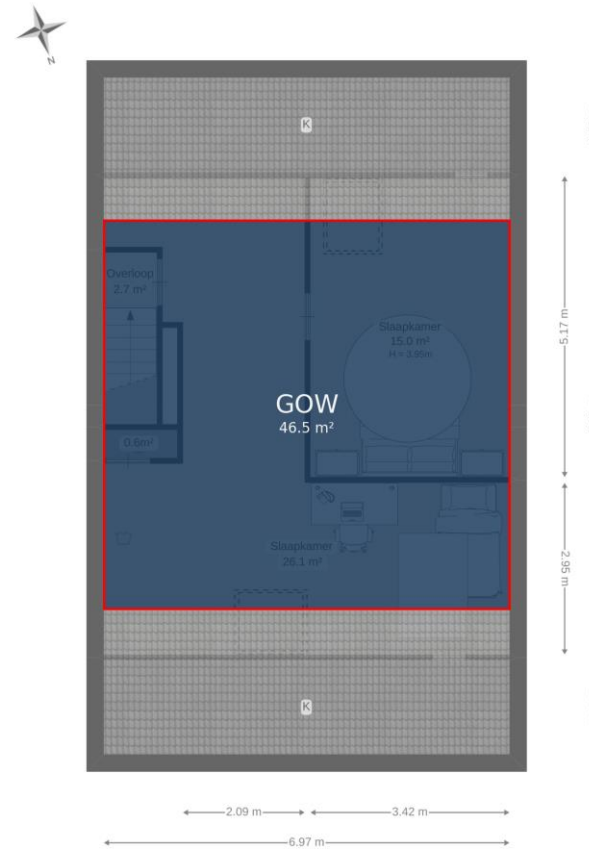 N
K
Overloop
2.7 m²
Slaapkamer
15.0 m²
H = 3.95m
5.17 m
GOW
46.5 m²
0.6m²
Slaapkamer
26.1 m²
2.95 m
K
2.09 m
3.42 m
6.97 m